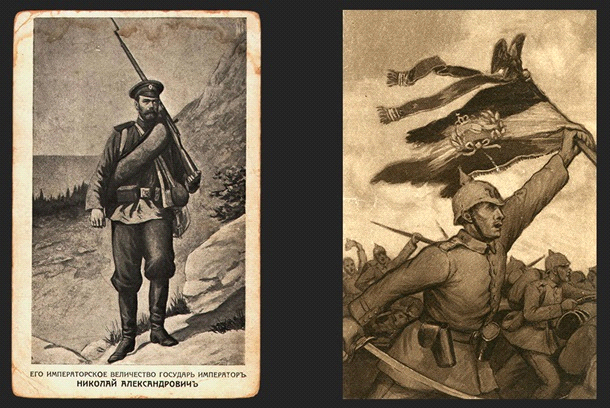 ЕГО ИМПЕРАТОРСКОЕ ВЕЛИЧЕСТВО ГОСУДАРЬ ИМПЕРАТОРЪ
НИКОЛАЙ АЛЕКСАНДРОВИЧЪ